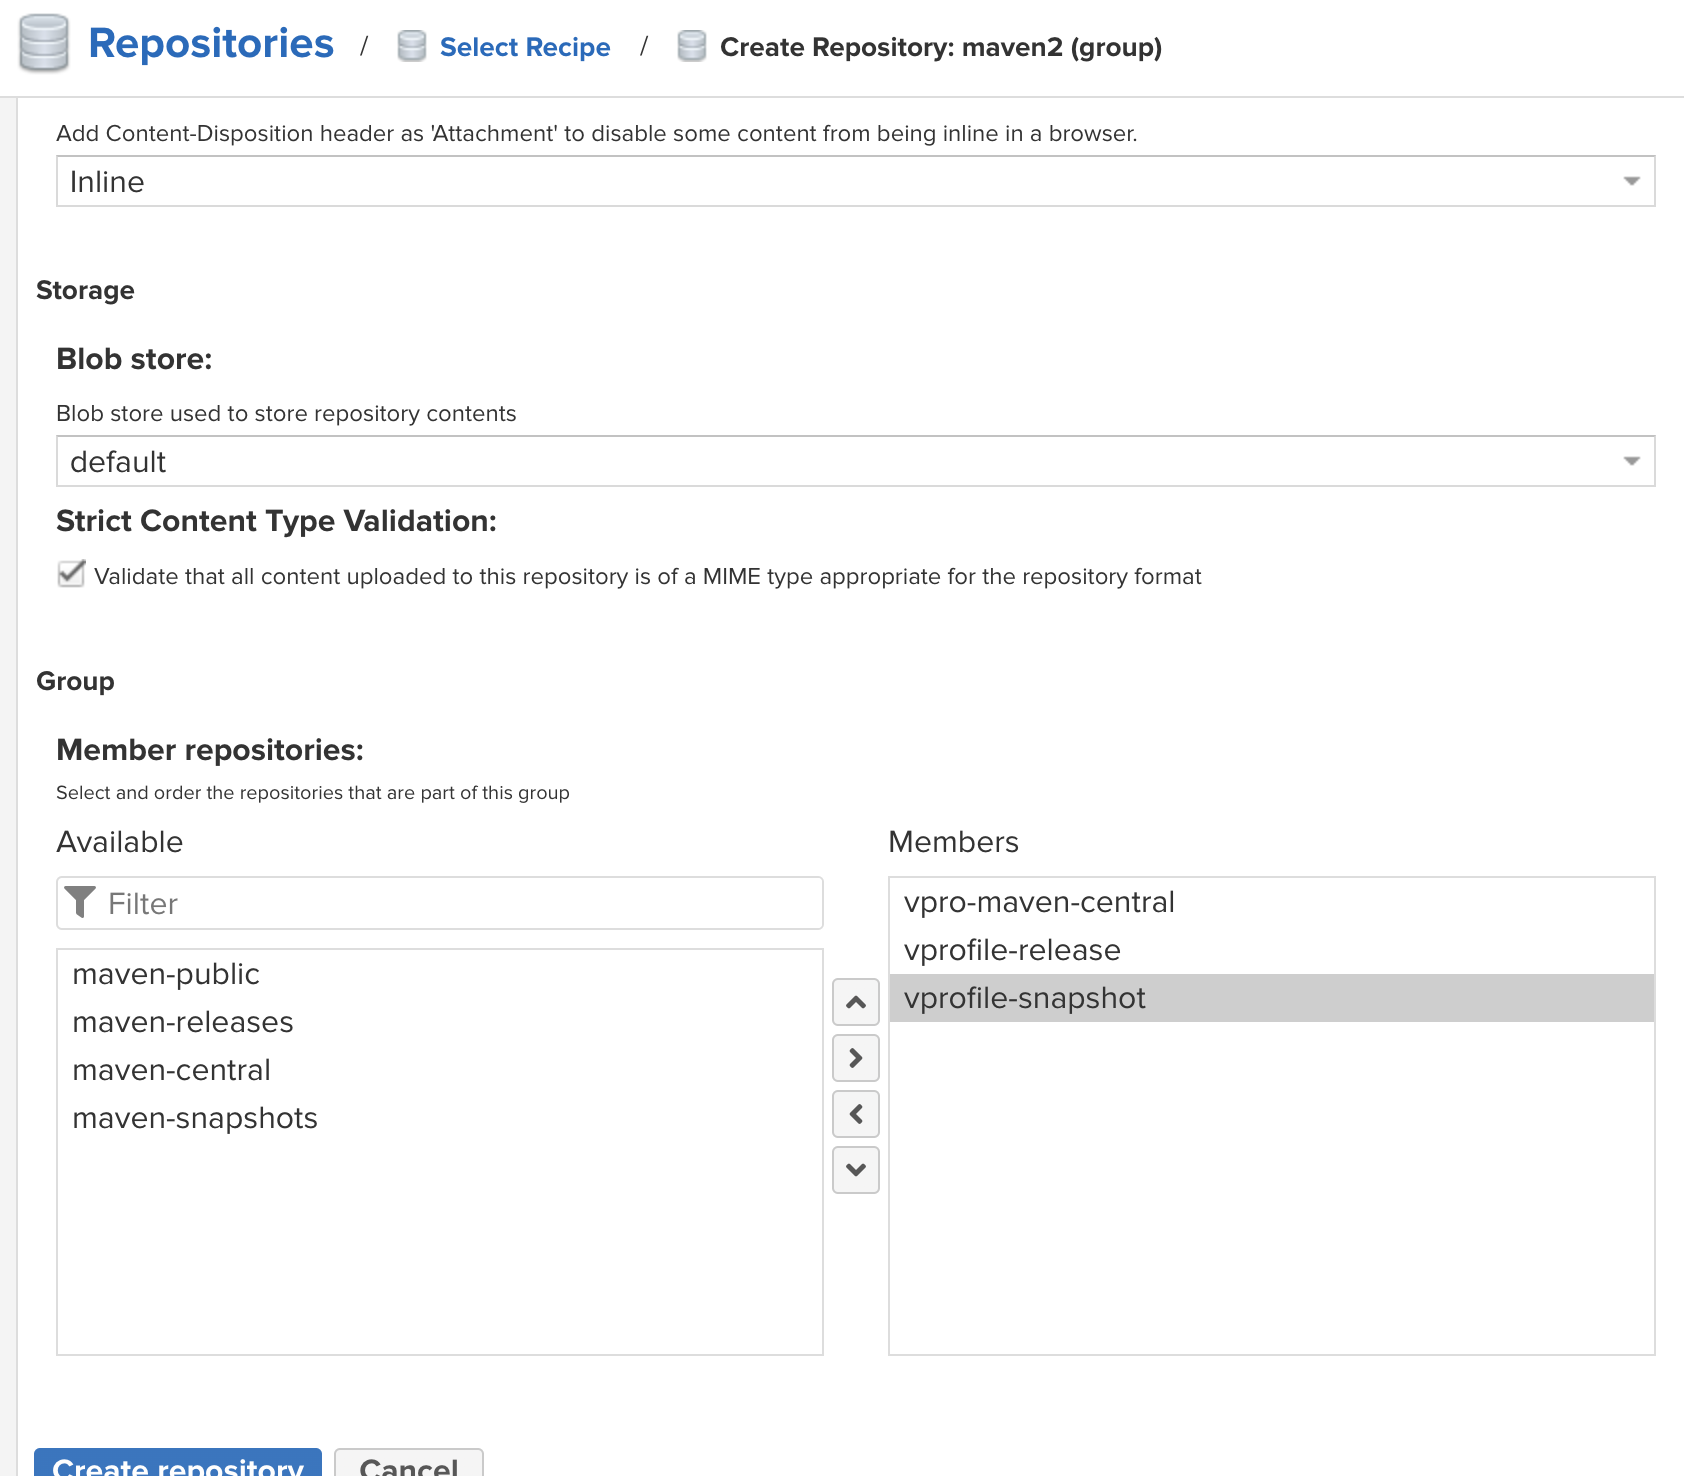 Repositories / Select Recipe / Create Repository: maven2 (group)
Add Content-Disposition header as 'Attachment' to disable some content from being inline in a browser.
Inline
Storage
Blob store:
Blob store used to store repository contents
default
Strict Content Type Validation:
Validate that all content uploaded to this repository is of a MIME type appropriate for the repository format
Group
Member repositories:
Select and order the repositories that are part of this group
Available
Filter
maven-public
maven-releases
maven-central
maven-snapshots
Members
vpro-maven-central
vprofile-release
vprofile-snapshot
Create repository
Cancel